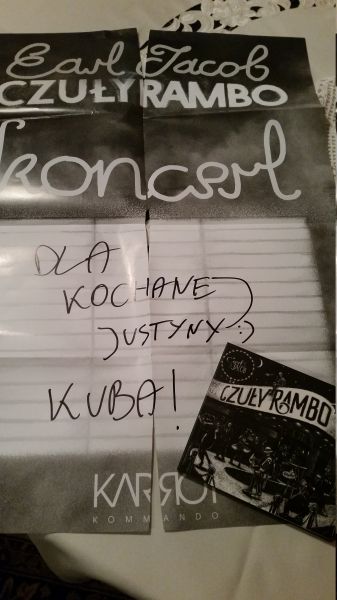 Earl Jacob
CZUŁY RAMBO
koncert
DLA
KOCHANEJ
JUSTYNY :)
KUBA!
CZUŁY RAMBO
KARROT
KOMMANDO